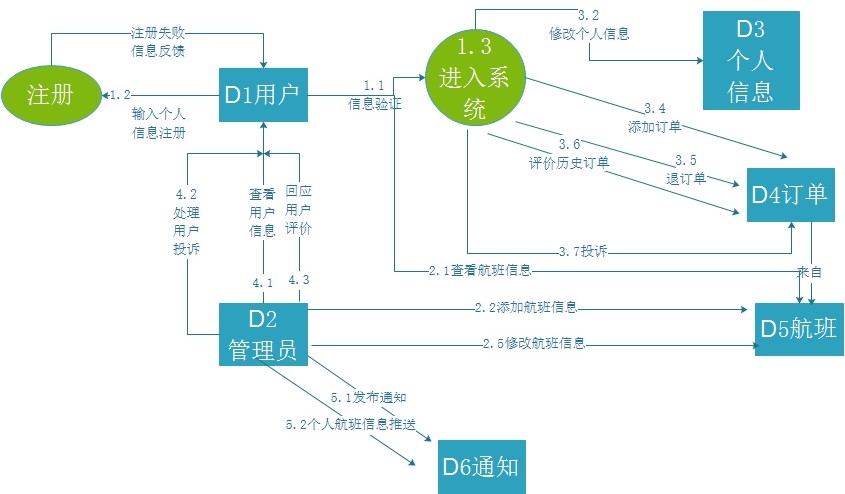 注册失败
信息反馈
注册
1.2
输入个人
信息注册
D1用户
1.1
信息验证
1.3
进入系
统
3.2
修改个人信息
D3
个人
信息
3.4
添加订单
3.6
评价历史订单
3.5
退订单
D4订单
3.7投诉
2.1查看航班信息
来自
4.2
处理
用户
投诉
查看
用户
信息
4.1
回应
用户
评价
4.3
D2
管理员
2.2添加航班信息
2.5修改航班信息
D5航班
5.1发布通知
5.2个人航班信息推送
D6通知